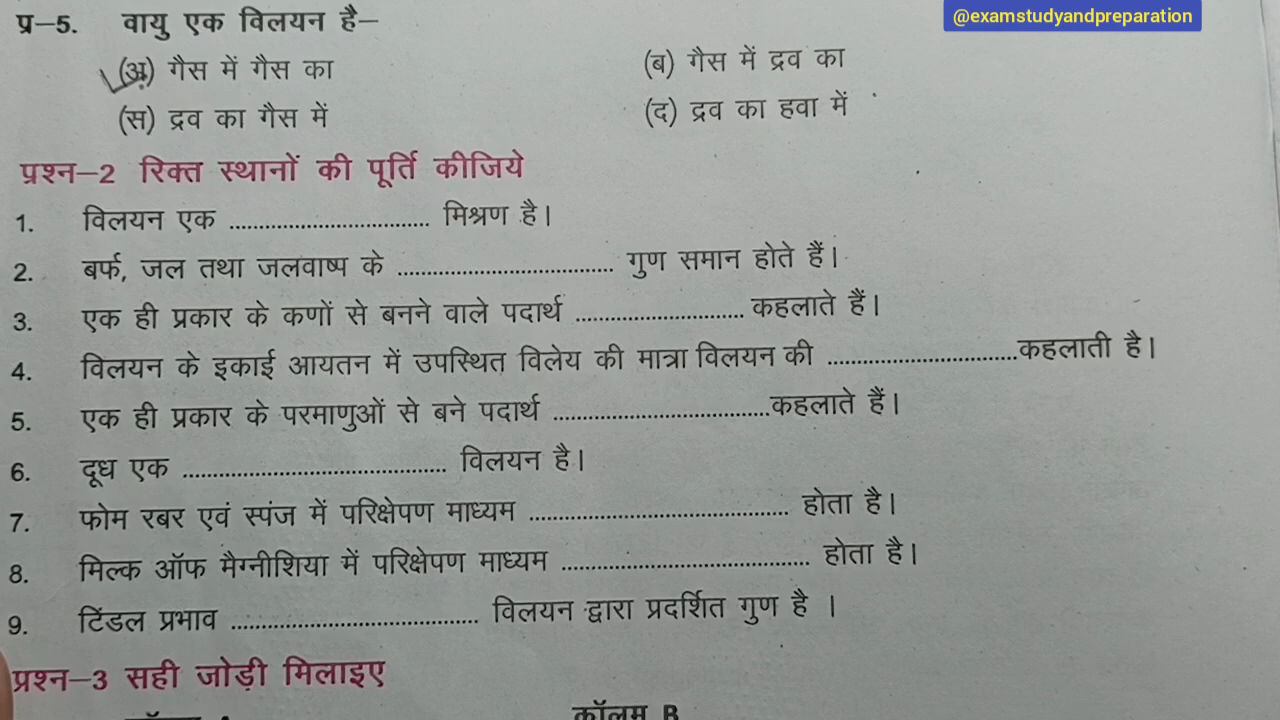 @examstudyandpreparation
प्र–5. वायु एक विलयन है–
(अ) गैस में गैस का (ब) गैस में द्रव का
(स) द्रव का गैस में (द) द्रव का हवा में
प्रश्न–2 रिक्त स्थानों की पूर्ति कीजिये
1. विलयन एक .................................. मिश्रण है।
2. बर्फ, जल तथा जलवाष्प के .................................... गुण समान होते हैं।
3. एक ही प्रकार के कणों से बनने वाले पदार्थ ............................ कहलाते हैं।
4. विलयन के इकाई आयतन में उपस्थित विलेय की मात्रा विलयन की ................................कहलाती है।
5. एक ही प्रकार के परमाणुओं से बने पदार्थ ....................................कहलाते हैं।
6. दूध एक ............................................ विलयन है।
7. फोम रबर एवं स्पंज में परिक्षेपण माध्यम ............................................ होता है।
8. मिल्क ऑफ मैग्नीशिया में परिक्षेपण माध्यम .......................................... होता है।
9. टिंडल प्रभाव .......................................... विलयन द्वारा प्रदर्शित गुण है ।
प्रश्न–3 सही जोड़ी मिलाइए
कॉलम B